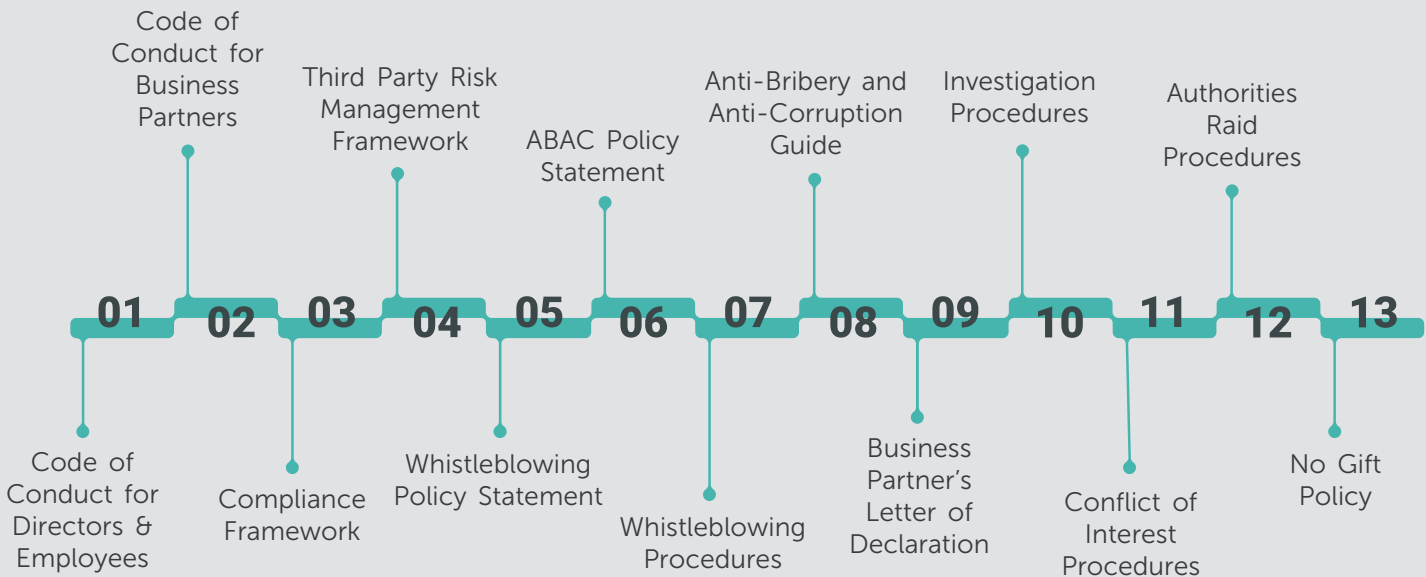 01
Code of
Conduct for
Directors &
Employees
02
Code of
Conduct for
Business
Partners
03
Compliance
Framework
04
Third Party Risk
Management
Framework
05
Whistleblowing
Policy Statement
06
ABAC Policy
Statement
07
Whistleblowing
Procedures
08
Anti-Bribery and
Anti-Corruption
Guide
09
Business
Partner’s
Letter of
Declaration
10
Investigation
Procedures
11
Conflict of
Interest
Procedures
12
Authorities
Raid
Procedures
13
No Gift
Policy